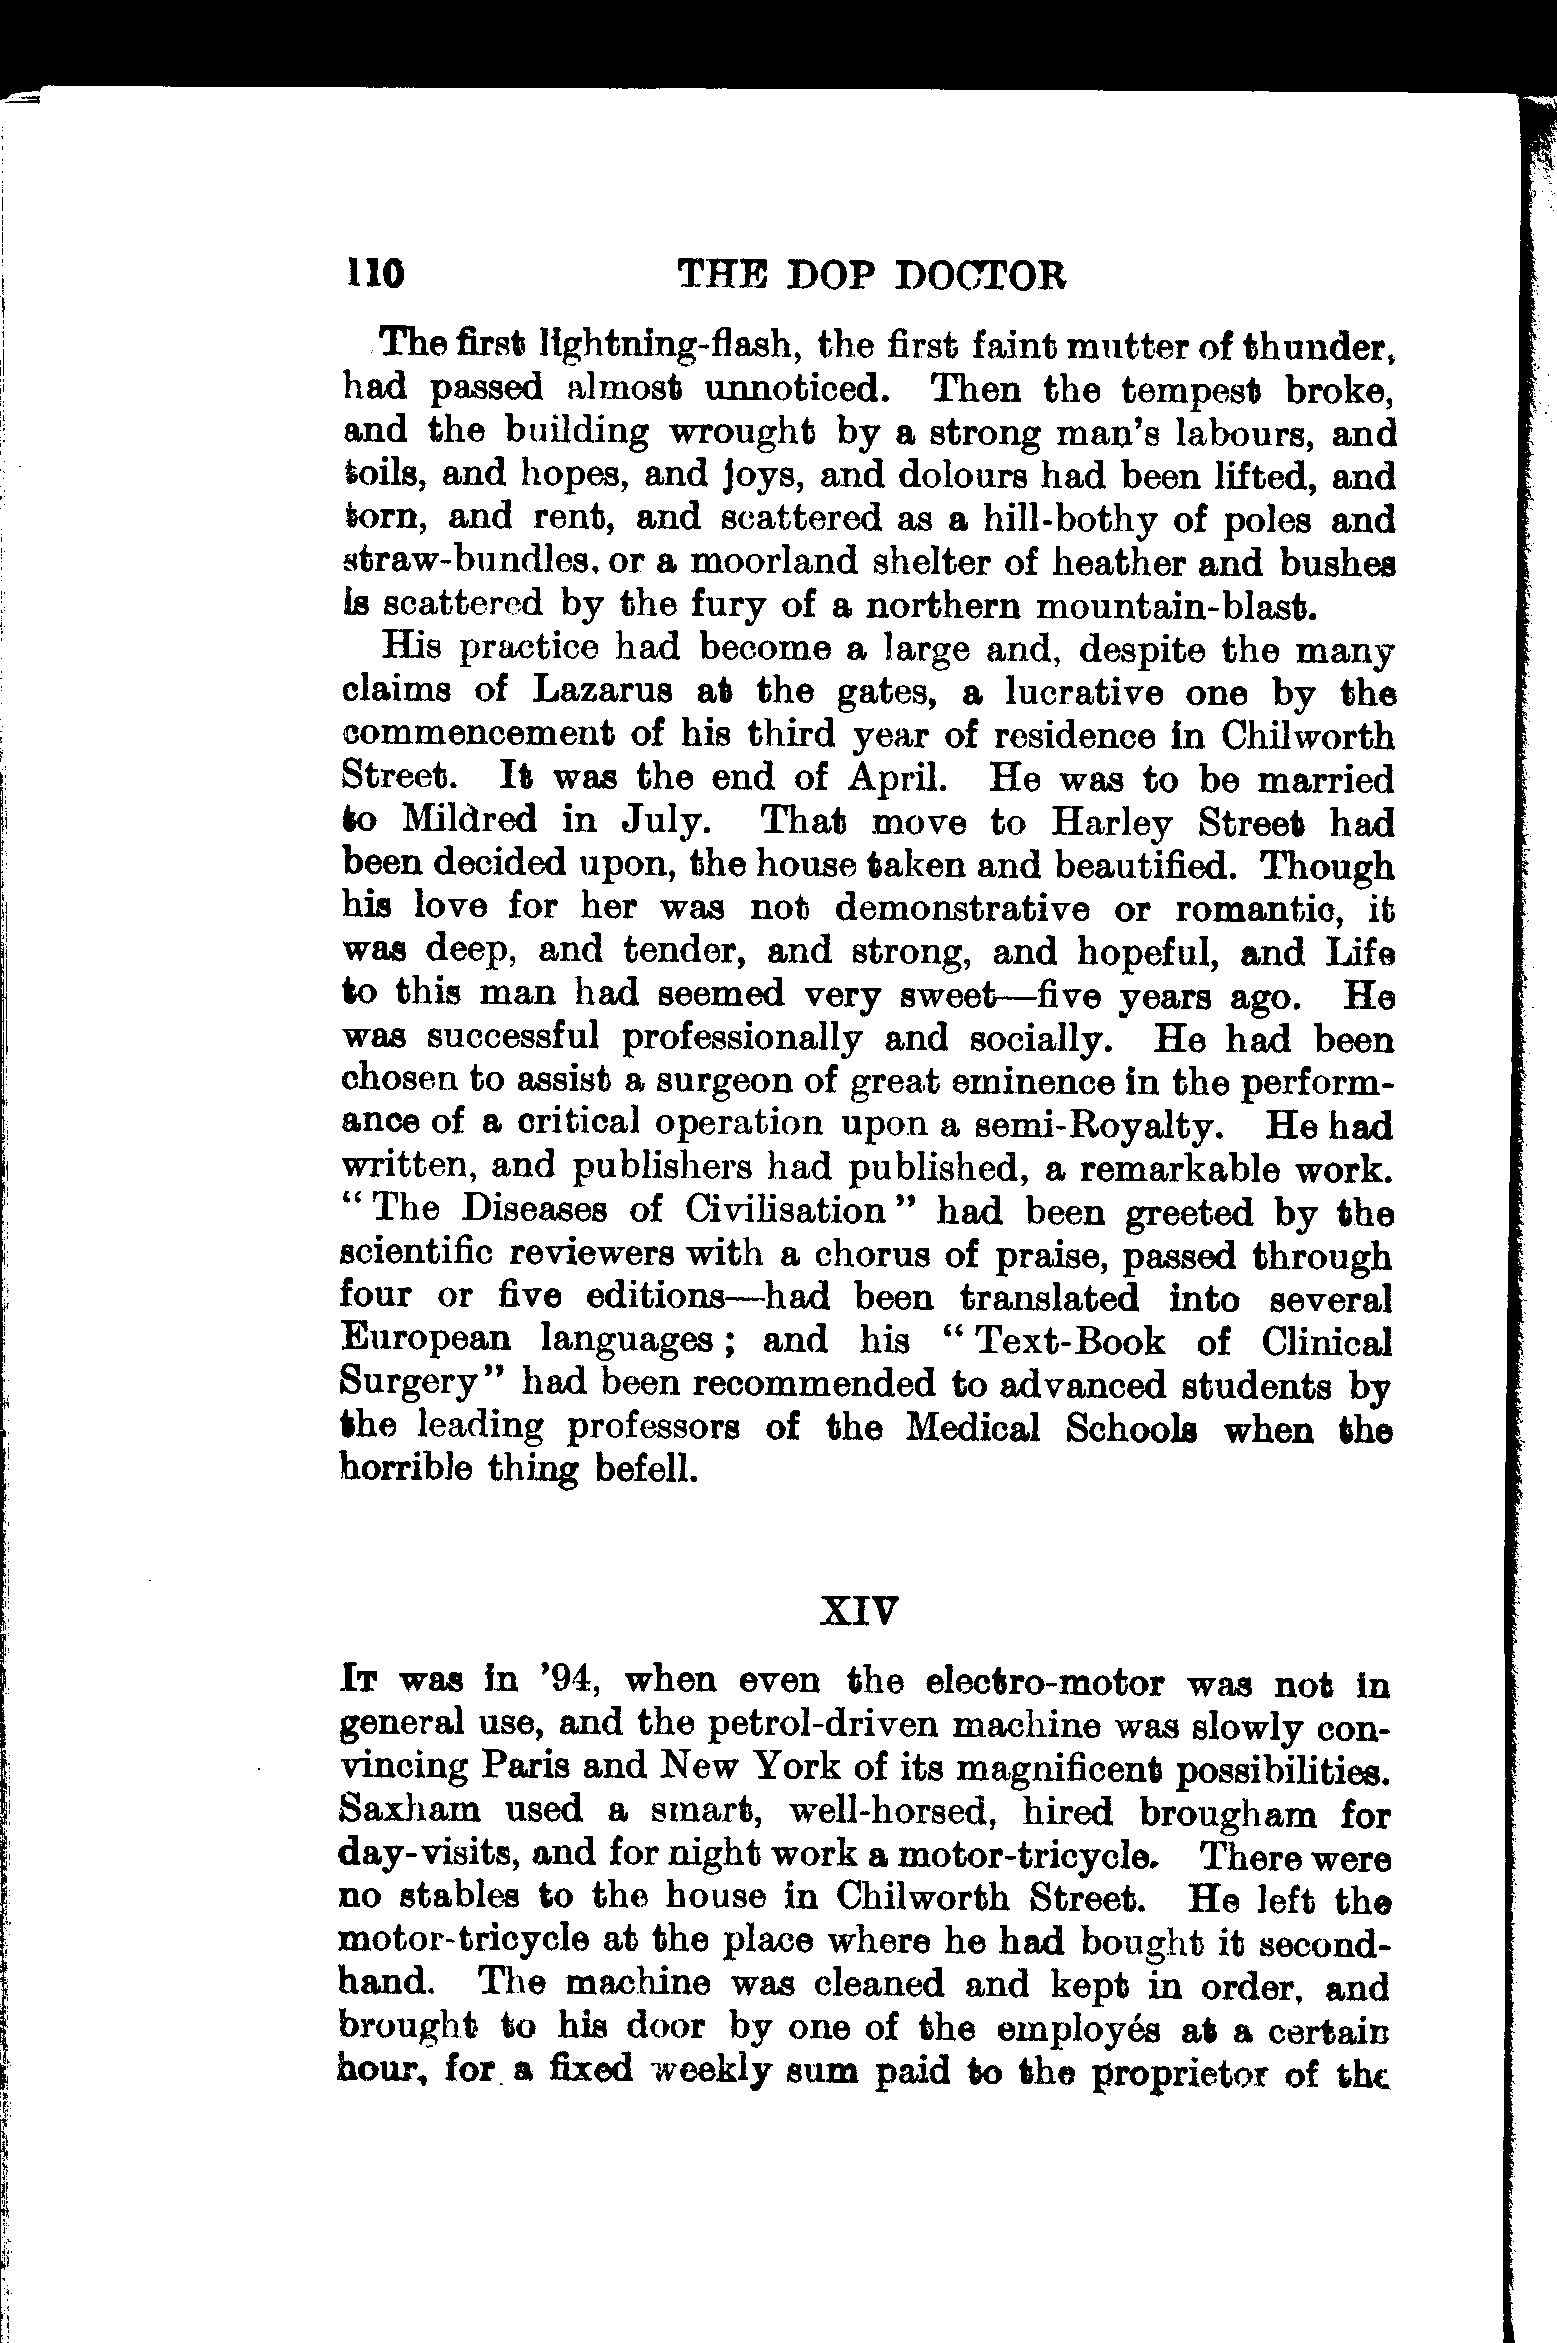 110 THE DOP DOCTOR
The first lightning-flash, the first faint mutter of thunder,
had passed almost unnoticed. Then the tempest broke,
and the building wrought by a strong man's labours, and
toils, and hopes, and joys, and dolours had been lifted, and
torn, and rent, and scattered as a hill-bothy of poles and
straw-bundles, or a moorland shelter of heather and bushes
is scattered by the fury of a northern mountain-blast.
His practice had become a large and, despite the many
claims of Lazarus at the gates, a lucrative one by the
commencement of his third year of residence in Chilworth
Street. It was the end of April. He was to be married
to Mildred in July. That move to Harley Street had
been decided upon, the house taken and beautified. Though
his love for her was not demonstrative or romantic, it
was deep, and tender, and strong, and hopeful, and Life
to this man had seemed very sweet—five years ago. He
was successful professionally and socially. He had been
chosen to assist a surgeon of great eminence in the perform-
ance of a critical operation upon a semi-Royalty. He had
written, and publishers had published, a remarkable work.
"The Diseases of Civilisation" had been greeted by the
scientific reviewers with a chorus of praise, passed through
four or five editions—had been translated into several
European languages; and his "Text-Book of Clinical
Surgery" had been recommended to advanced students by
the leading professors of the Medical Schools when the
horrible thing befell.
XIV
IT was in '94, when even the electro-motor was not in
general use, and the petrol-driven machine was slowly con-
vincing Paris and New York of its magnificent possibilities.
Saxham used a smart, well-horsed, hired brougham for
day-visits, and for night work a motor-tricycle. There were
no stables to the house in Chilworth Street. He left the
motor-tricycle at the place where he had bought it second-
hand. The machine was cleaned and kept in order, and
brought to his door by one of the employés at a certain
hour, for a fixed weekly sum paid to the proprietor of the